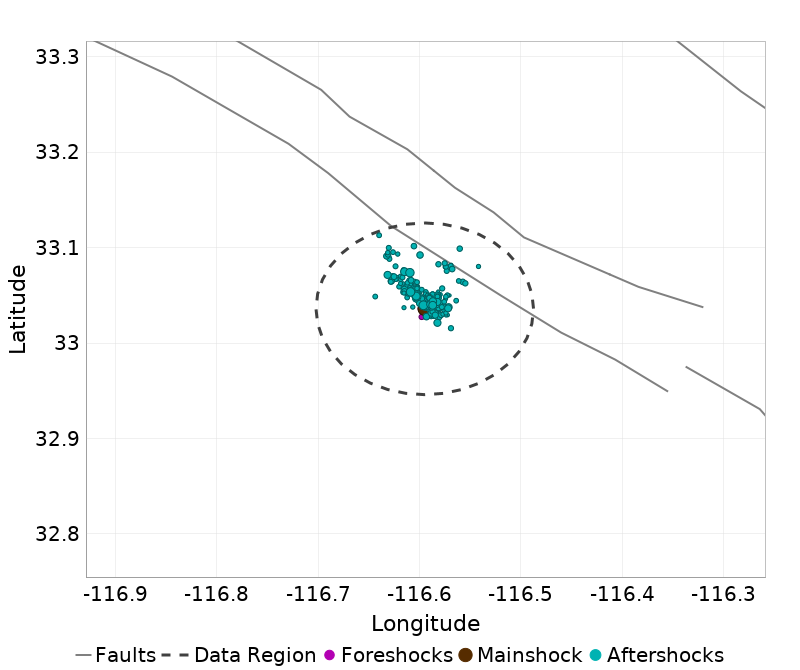 33.3
33.2
33.1
33
32.9
32.8
Latitude
-116.9 -116.8 -116.7 -116.6 -116.5 -116.4 -116.3
Longitude
Faults Data Region Foreshocks Mainshock Aftershocks